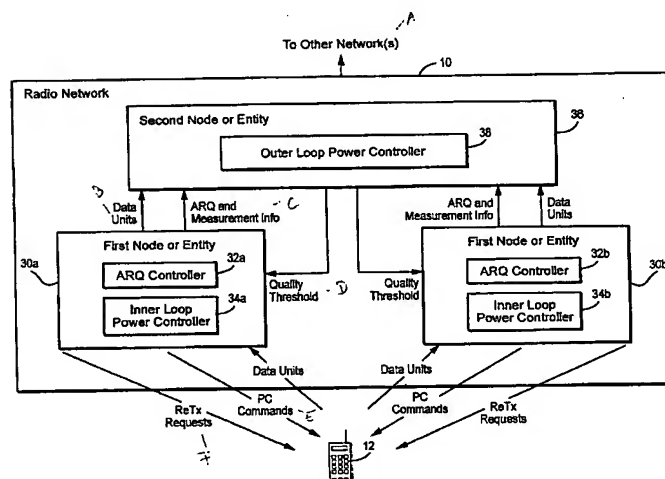 A
To Other Network(s)
10
Radio Network
Second Node or Entity
38
Outer Loop Power Controller
36
Data Units
ARQ and Measurement Info
C
ARQ and Measurement Info
Data Units
First Node or Entity
30a
ARQ Controller
32a
Inner Loop Power Controller
34a
Quality Threshold
D
Quality Threshold
First Node or Entity
30b
ARQ Controller
32b
Inner Loop Power Controller
34b
Data Units
Data Units
PC Commands
E
PC Commands
ReTx Requests
ReTx Requests
12